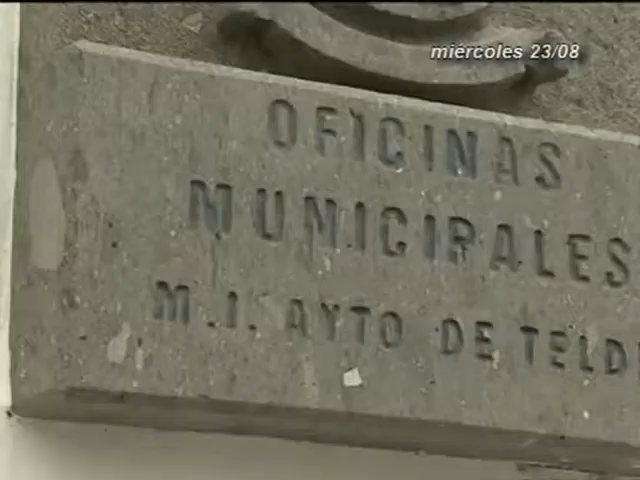 miércoles 23/08
OFICINAS
MUNICIPALES
M.I. AYTO DE TELDE